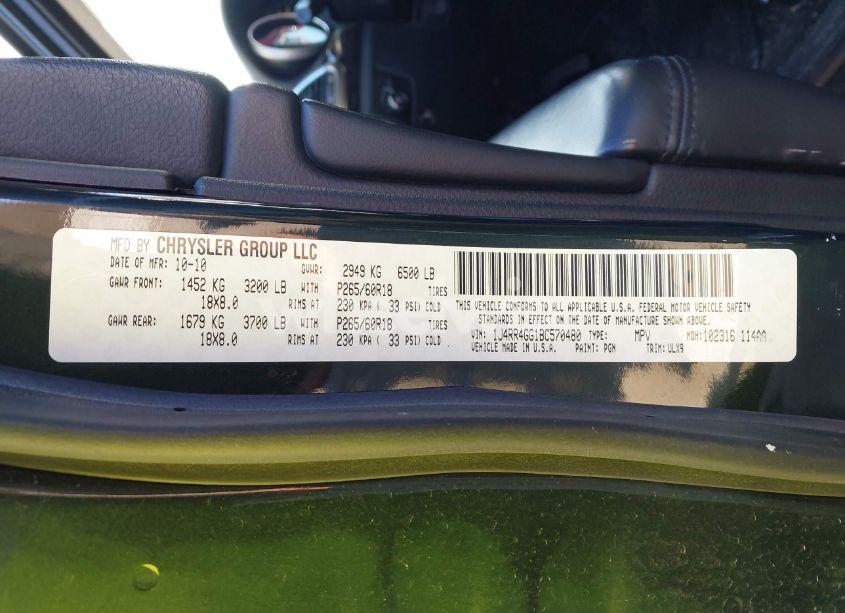 MFD BY CHRYSLER GROUP LLC
DATE OF MFR: 10-10 GVWR: 2949 KG 6500 LB
GAWR FRONT: 1452 KG 3200 LB WITH P265/60R18 TIRES
18X8.0 RIMS AT 230 KPA ( 33 PSI) COLD
GAWR REAR: 1679 KG 3700 LB WITH P265/60R18 TIRES
18X8.0 RIMS AT 230 KPA ( 33 PSI) COLD
THIS VEHICLE CONFORMS TO ALL APPLICABLE U.S.A. FEDERAL MOTOR VEHICLE SAFETY
STANDARDS IN EFFECT ON THE DATE OF MANUFACTURE SHOWN ABOVE.
VIN: 1J4RR4GG1BC570480 TYPE: MPV MDH: 102316 114AA
VEHICLE MADE IN U.S.A. PAINT: PGN TRIM: ULX9